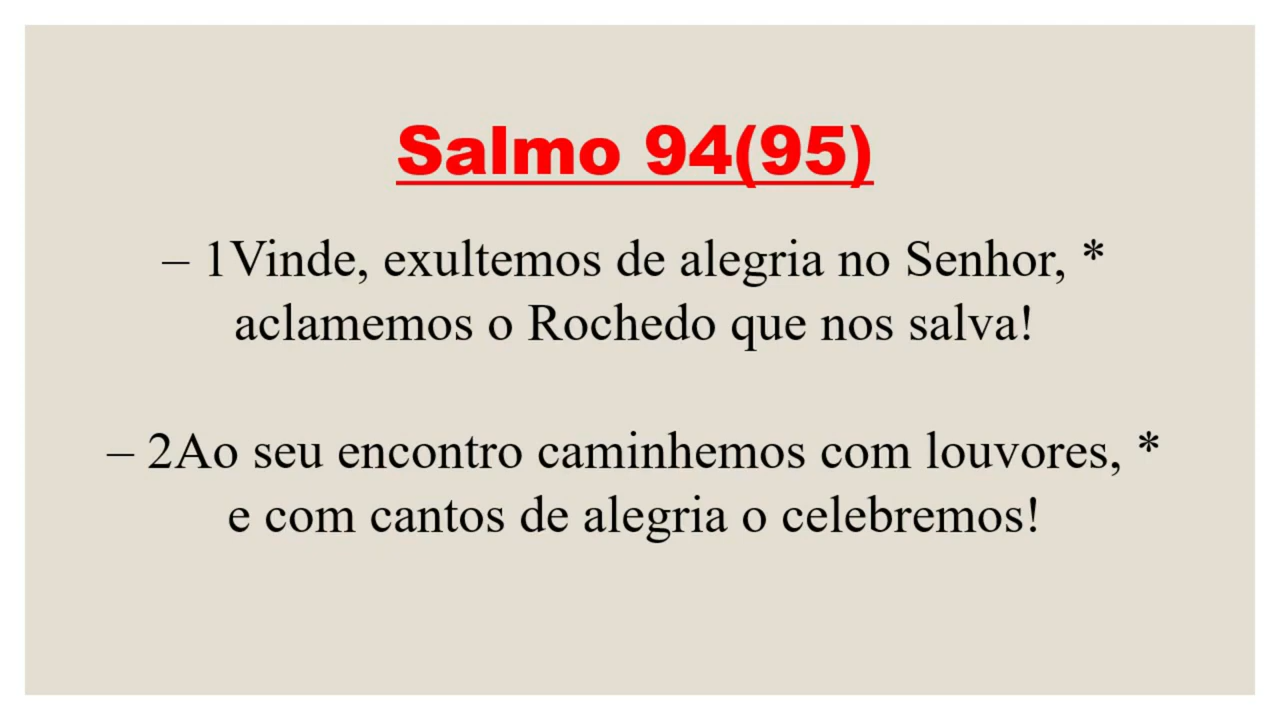 Salmo 94(95)
– 1Vinde, exultemos de alegria no Senhor, *
aclamemos o Rochedo que nos salva!
– 2Ao seu encontro caminhemos com louvores, *
e com cantos de alegria o celebremos!